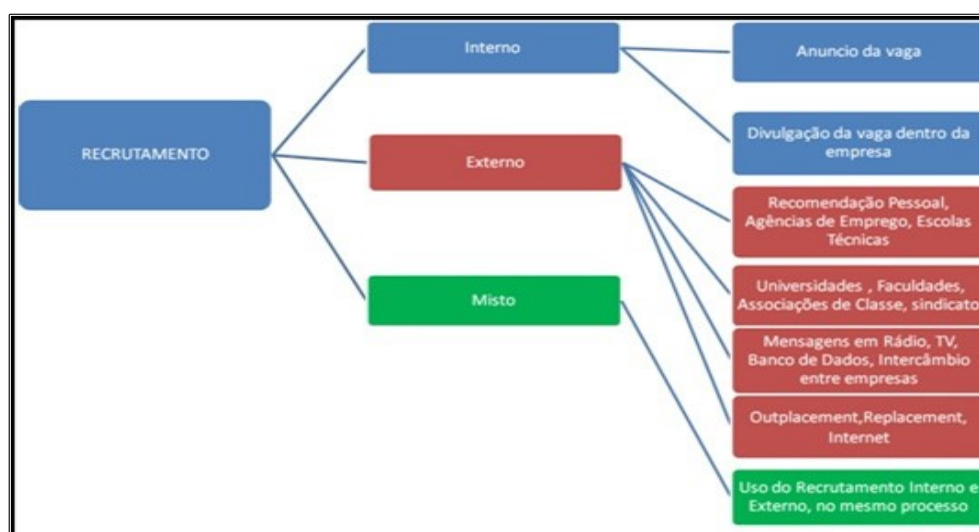 RECRUTAMENTO
Interno
Externo
Misto
Anuncio da vaga
Divulgação da vaga dentro da
empresa
Recomendação Pessoal,
Agências de Emprego, Escolas
Técnicas
Universidades , Faculdades,
Associações de Classe, sindicato
Mensagens em Rádio, TV,
Banco de Dados, Intercâmbio
entre empresas
Outplacement,Replacement,
Internet
Uso do Recrutamento Interno e
Externo, no mesmo processo